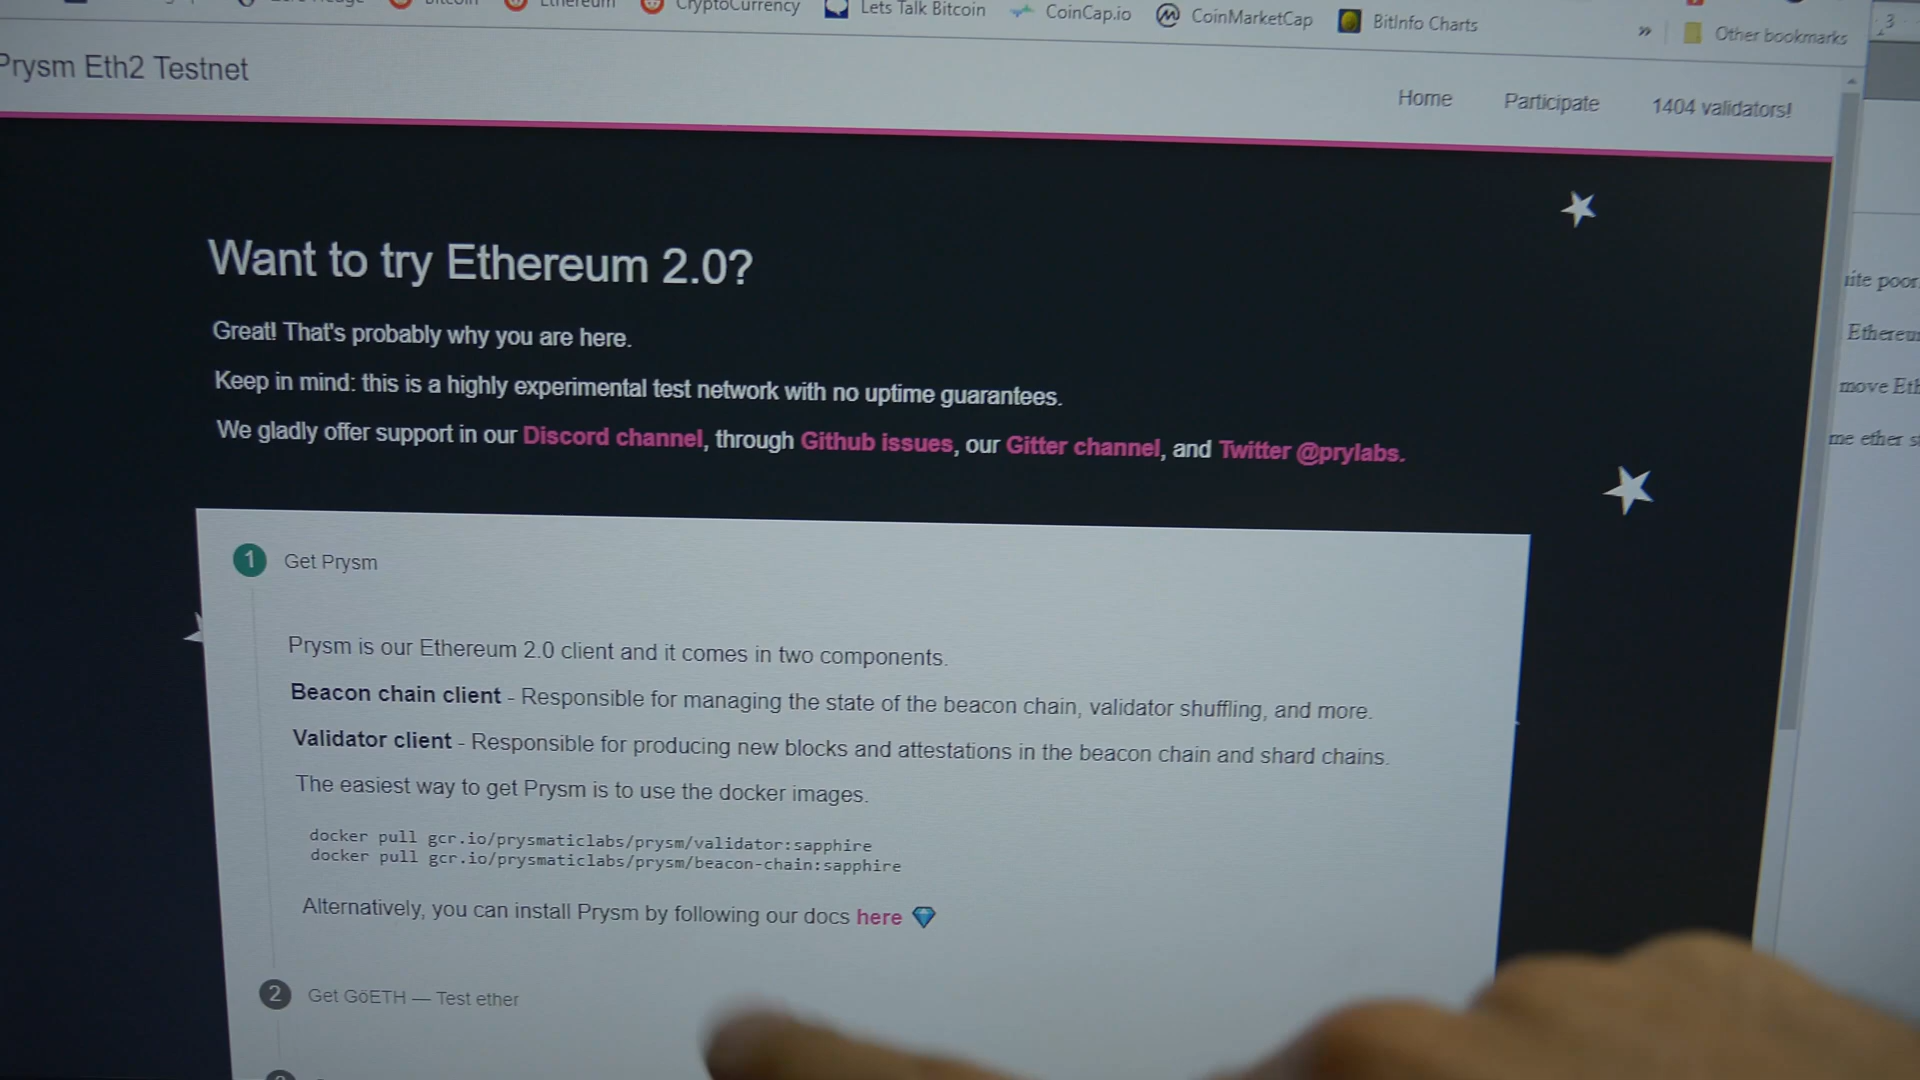 CryptoCurrency
Lets Talk Bitcoin
CoinCap.io
CoinMarketCap
BitInfo Charts
»
Other bookmarks
Prysm Eth2 Testnet
Home
Participate
1404 validators!
Want to try Ethereum 2.0?
Great! That's probably why you are here.
Keep in mind: this is a highly experimental test network with no uptime guarantees.
We gladly offer support in our Discord channel, through Github issues, our Gitter channel, and Twitter @prylabs.
1 Get Prysm
Prysm is our Ethereum 2.0 client and it comes in two components.
Beacon chain client - Responsible for managing the state of the beacon chain, validator shuffling, and more.
Validator client - Responsible for producing new blocks and attestations in the beacon chain and shard chains.
The easiest way to get Prysm is to use the docker images.
docker pull gcr.io/prysmaticlabs/prysm/validator:sapphire
docker pull gcr.io/prysmaticlabs/prysm/beacon-chain:sapphire
Alternatively, you can install Prysm by following our docs here
2 Get GöETH — Test ether
poor
move
me ether